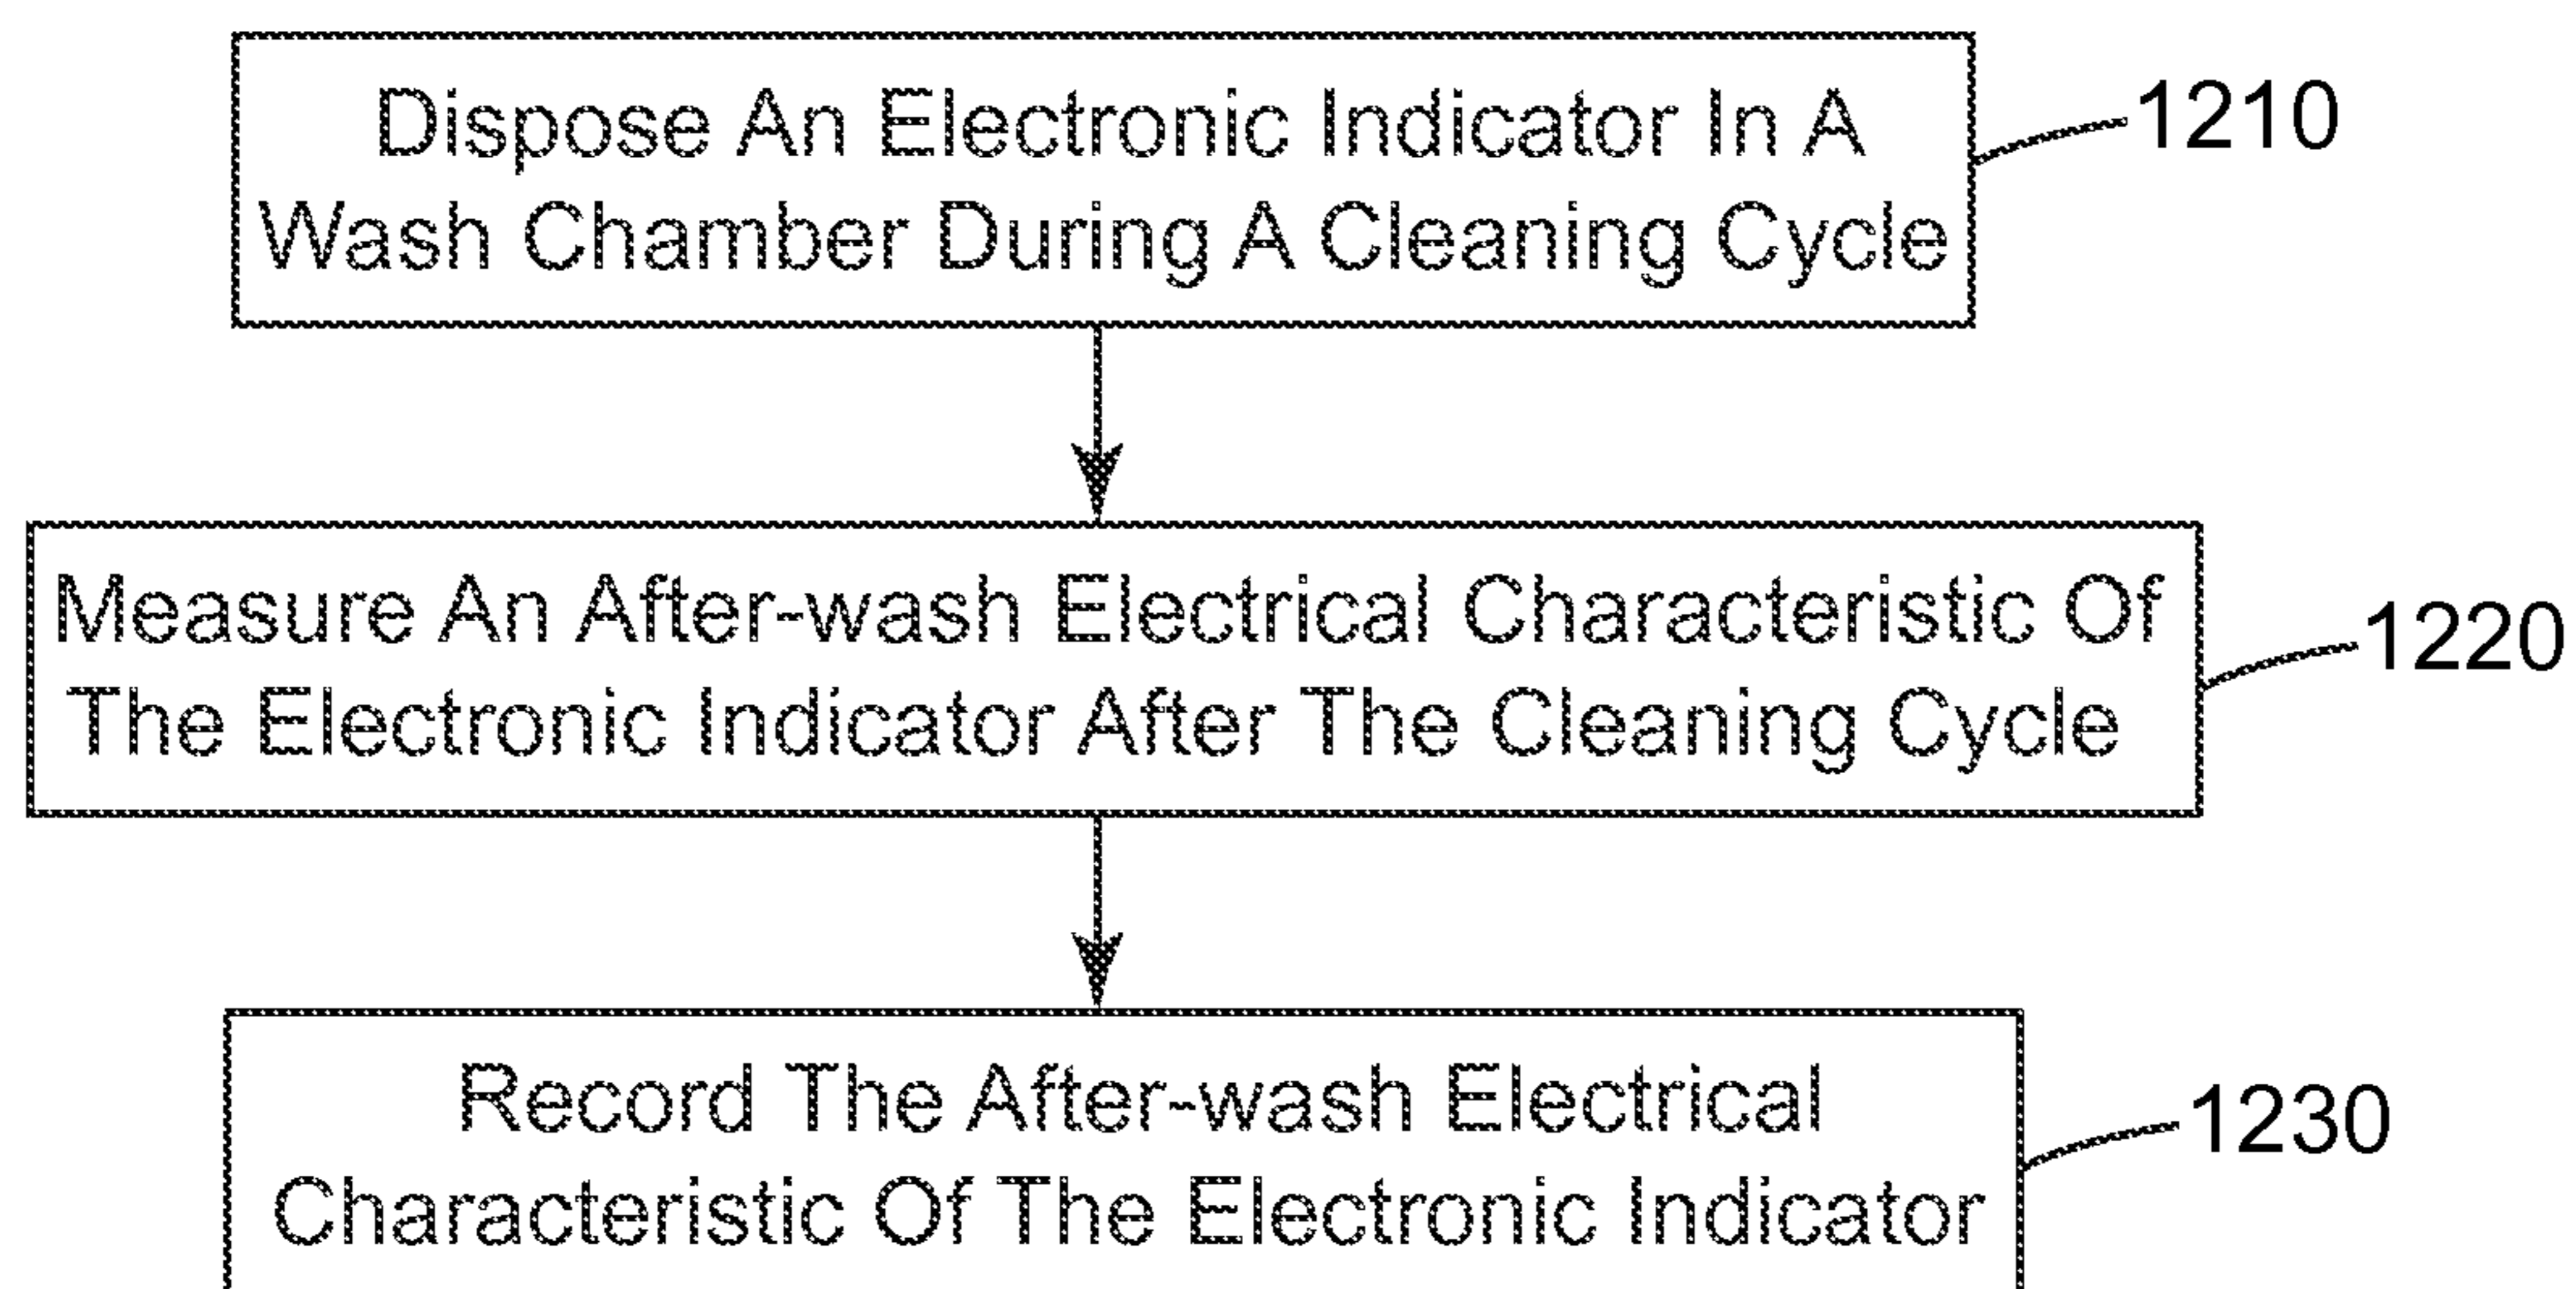 Dispose An Electronic Indicator In A
Wash Chamber During A Cleaning Cycle
1210
Measure An After-wash Electrical Characteristic Of
The Electronic Indicator After The Cleaning Cycle
1220
Record The After-wash Electrical
Characteristic Of The Electronic Indicator
1230